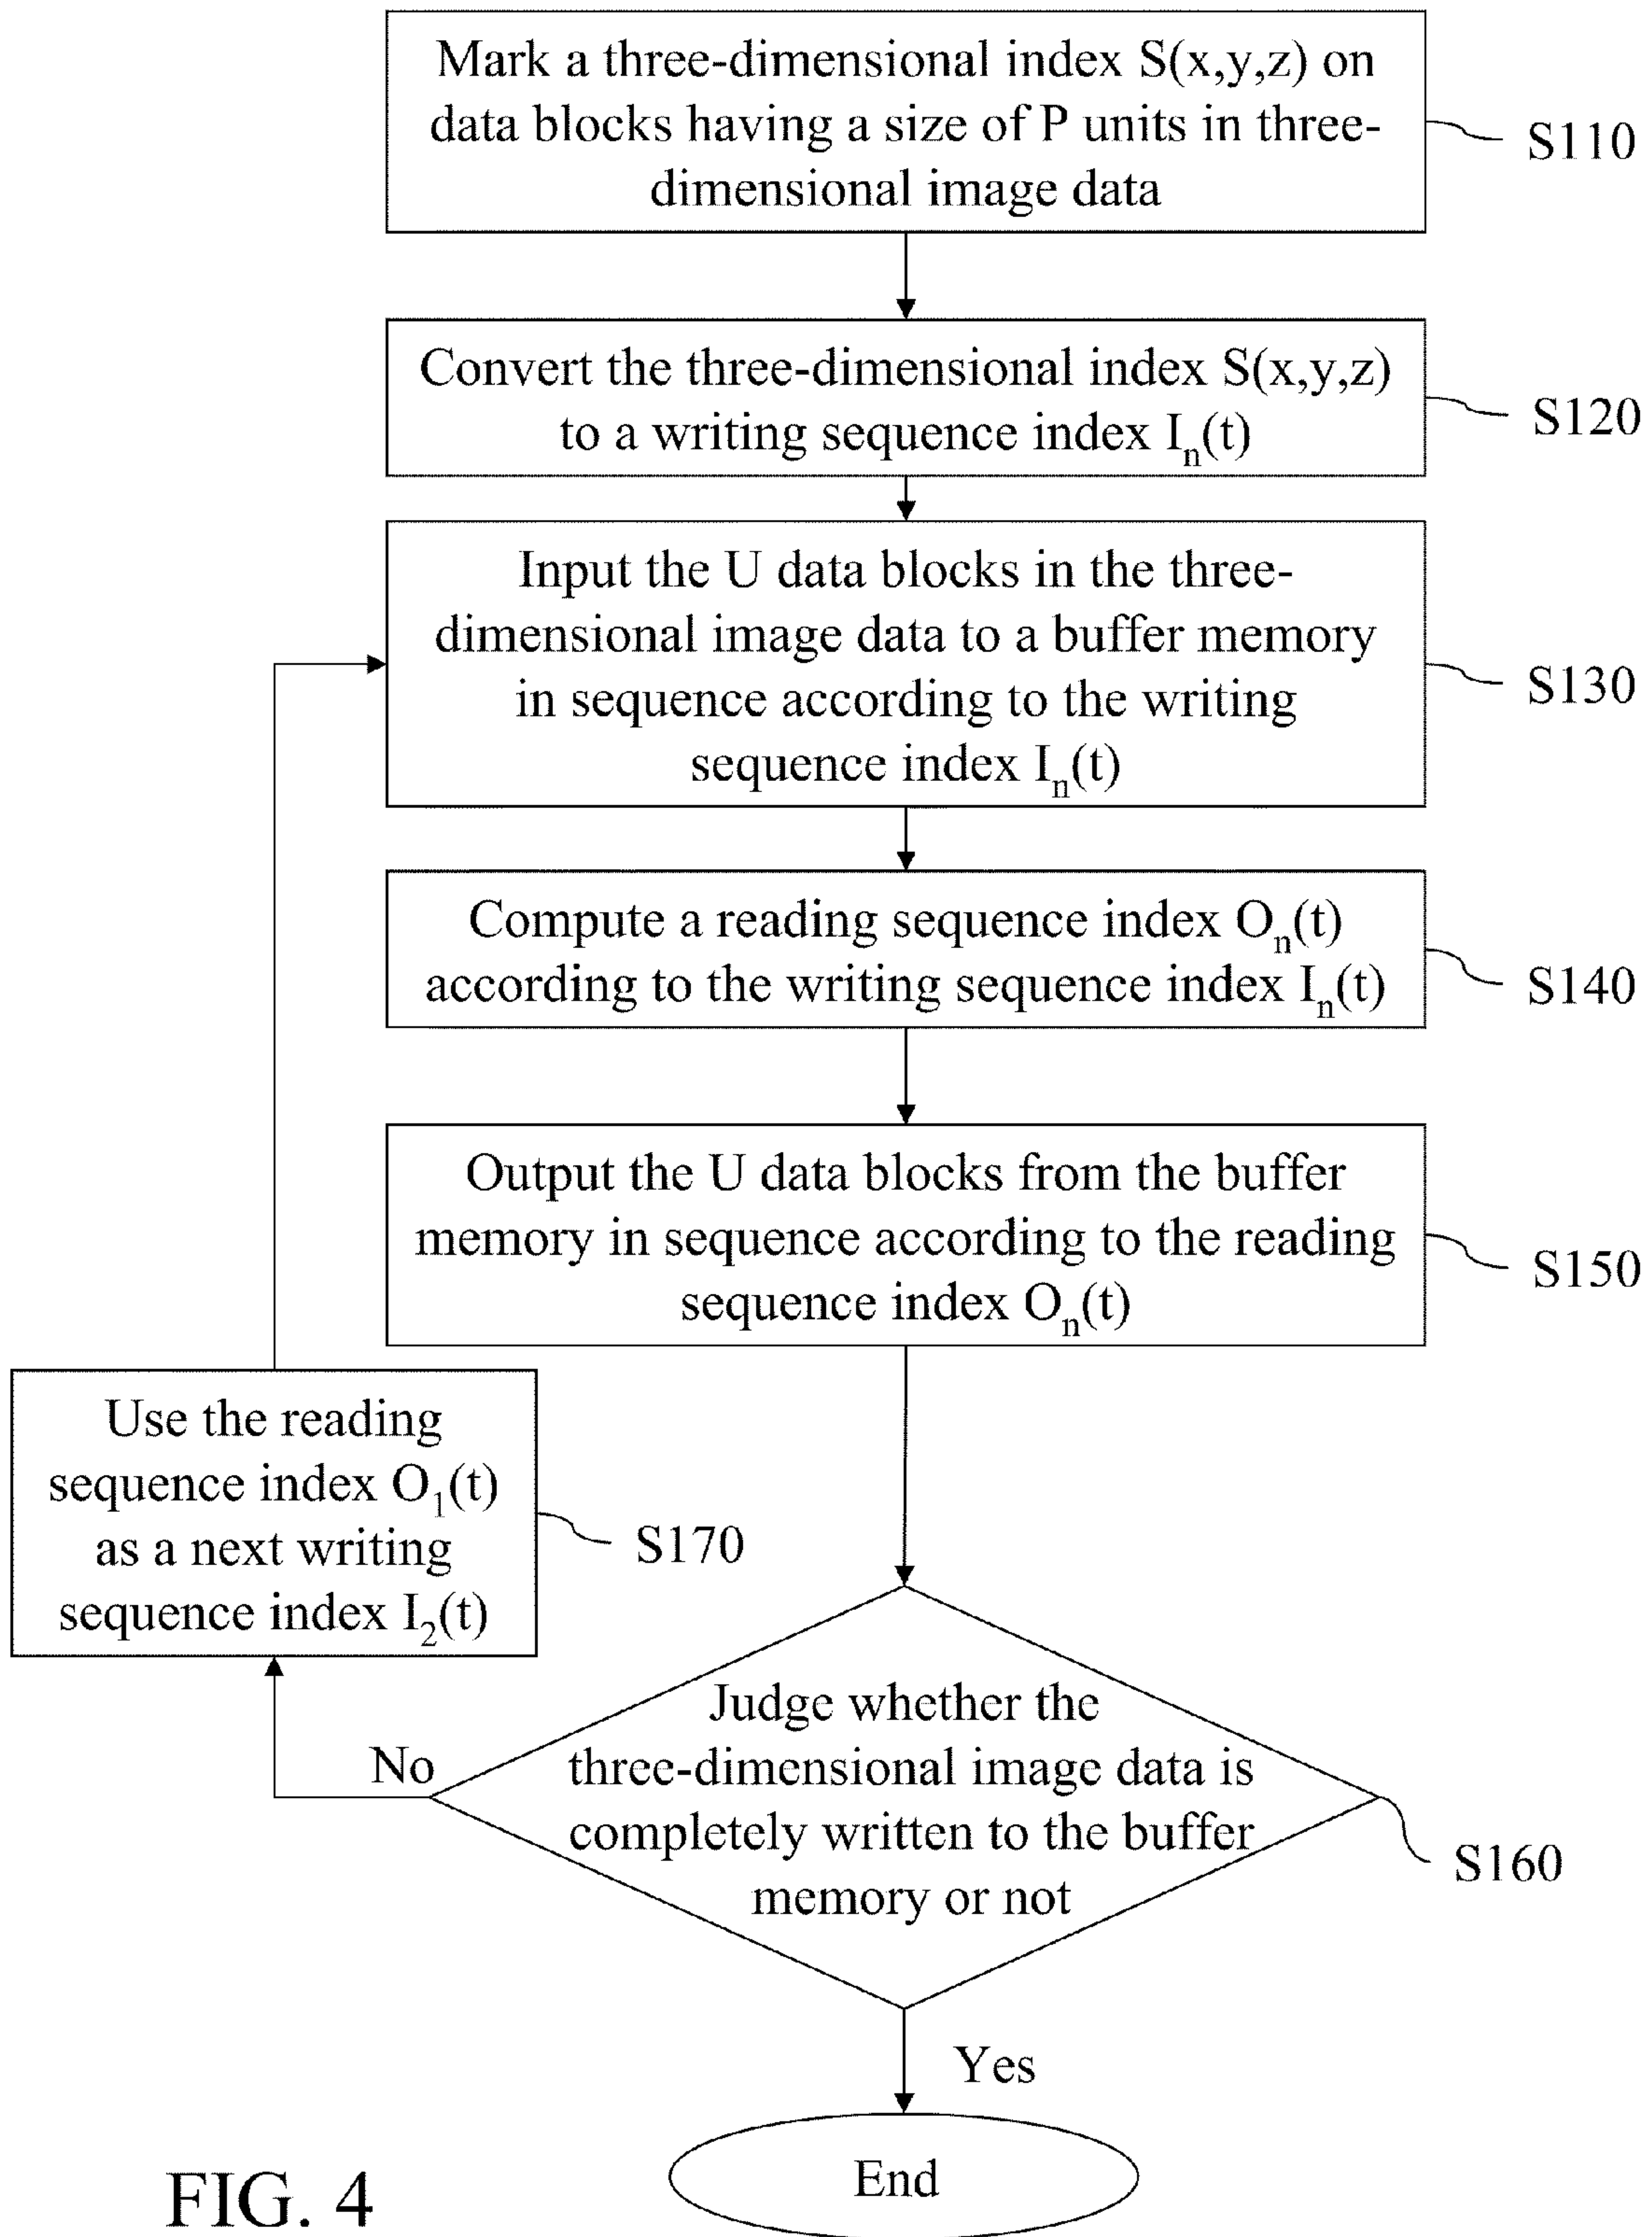 Mark a three-dimensional index S(x,y,z) on
data blocks having a size of P units in three-
dimensional image data
S110
Convert the three-dimensional index S(x,y,z)
to a writing sequence index Iₙ(t)
S120
Input the U data blocks in the three-
dimensional image data to a buffer memory
in sequence according to the writing
sequence index Iₙ(t)
S130
Compute a reading sequence index Oₙ(t)
according to the writing sequence index Iₙ(t)
S140
Output the U data blocks from the buffer
memory in sequence according to the reading
sequence index Oₙ(t)
S150
Use the reading
sequence index O₁(t)
as a next writing
sequence index I₂(t)
S170
Judge whether the
three-dimensional image data is
completely written to the buffer
memory or not
No
S160
Yes
End
FIG. 4